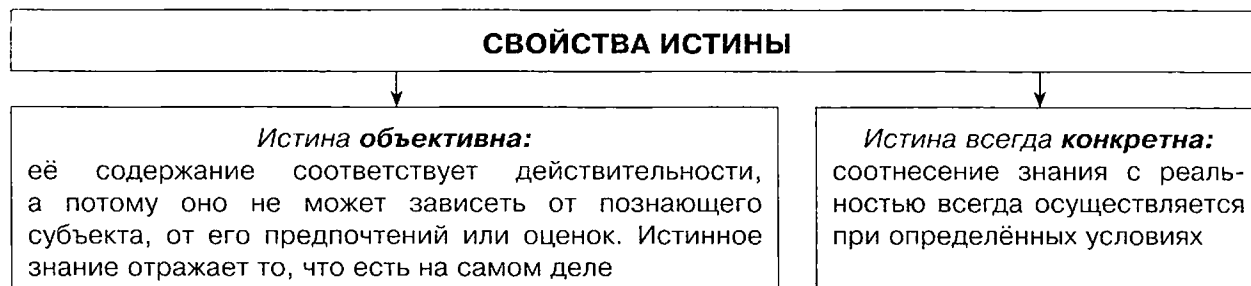 СВОЙСТВА ИСТИНЫ
Истина объективна:
её содержание соответствует действительности,
а потому оно не может зависеть от познающего
субъекта, от его предпочтений или оценок. Истинное
знание отражает то, что есть на самом деле
Истина всегда конкретна:
соотнесение знания с реаль-
ностью всегда осуществляется
при определённых условиях